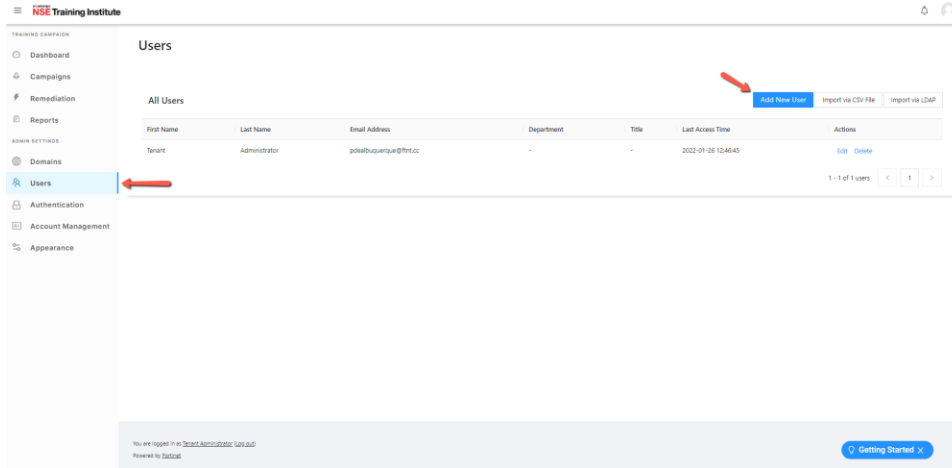 FORTINET
NSE Training Institute
TRAINING CAMPAIGN
Dashboard
Campaigns
Remediation
Reports
ADMIN SETTINGS
Domains
Users
Authentication
Account Management
Appearance
Users
All Users
Add New User Import via CSV File Import via LDAP
First Name Last Name Email Address Department Title Last Access Time Actions
Tenant Administrator pdealbuquerque@ftnt.cc - - 2022-01-26 12:46:45 Edit Delete
1 - 1 of 1 users < 1 >
You are logged in as Tenant Administrator (Log out)
Powered by Fortinet
Getting Started X